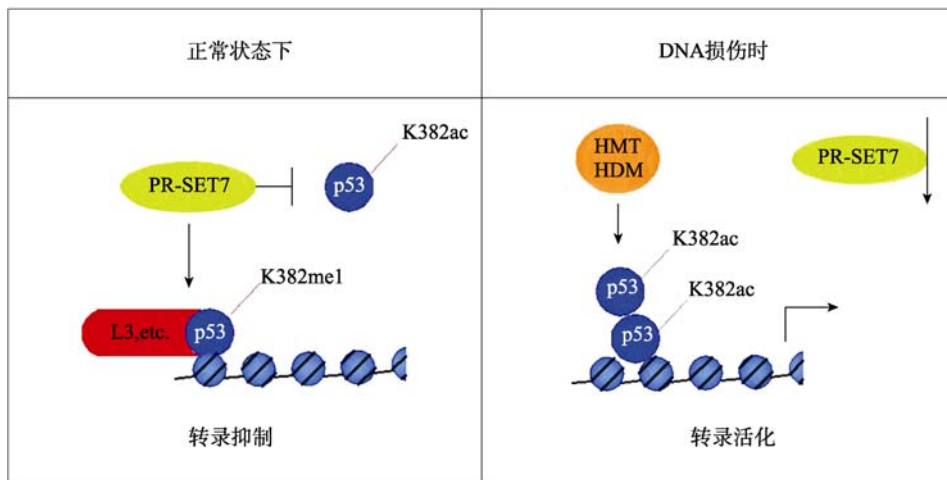 正常状态下
DNA损伤时
K382ac
PR-SET7
p53
K382me1
L3,etc.
p53
转录抑制
HMT
HDM
PR-SET7
K382ac
p53
K382ac
p53
转录活化